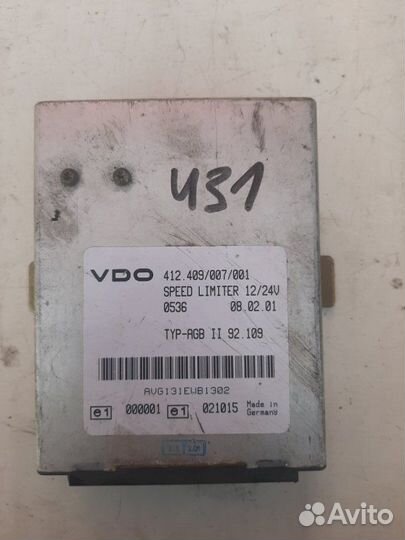 431
VDO 412.409/007/001
SPEED LIMITER 12/24V
0536 08.02.01
TYP-AGB II 92.109
AVG131EWB1302
e1 000001 e1 021015 Made in Germany
Avito